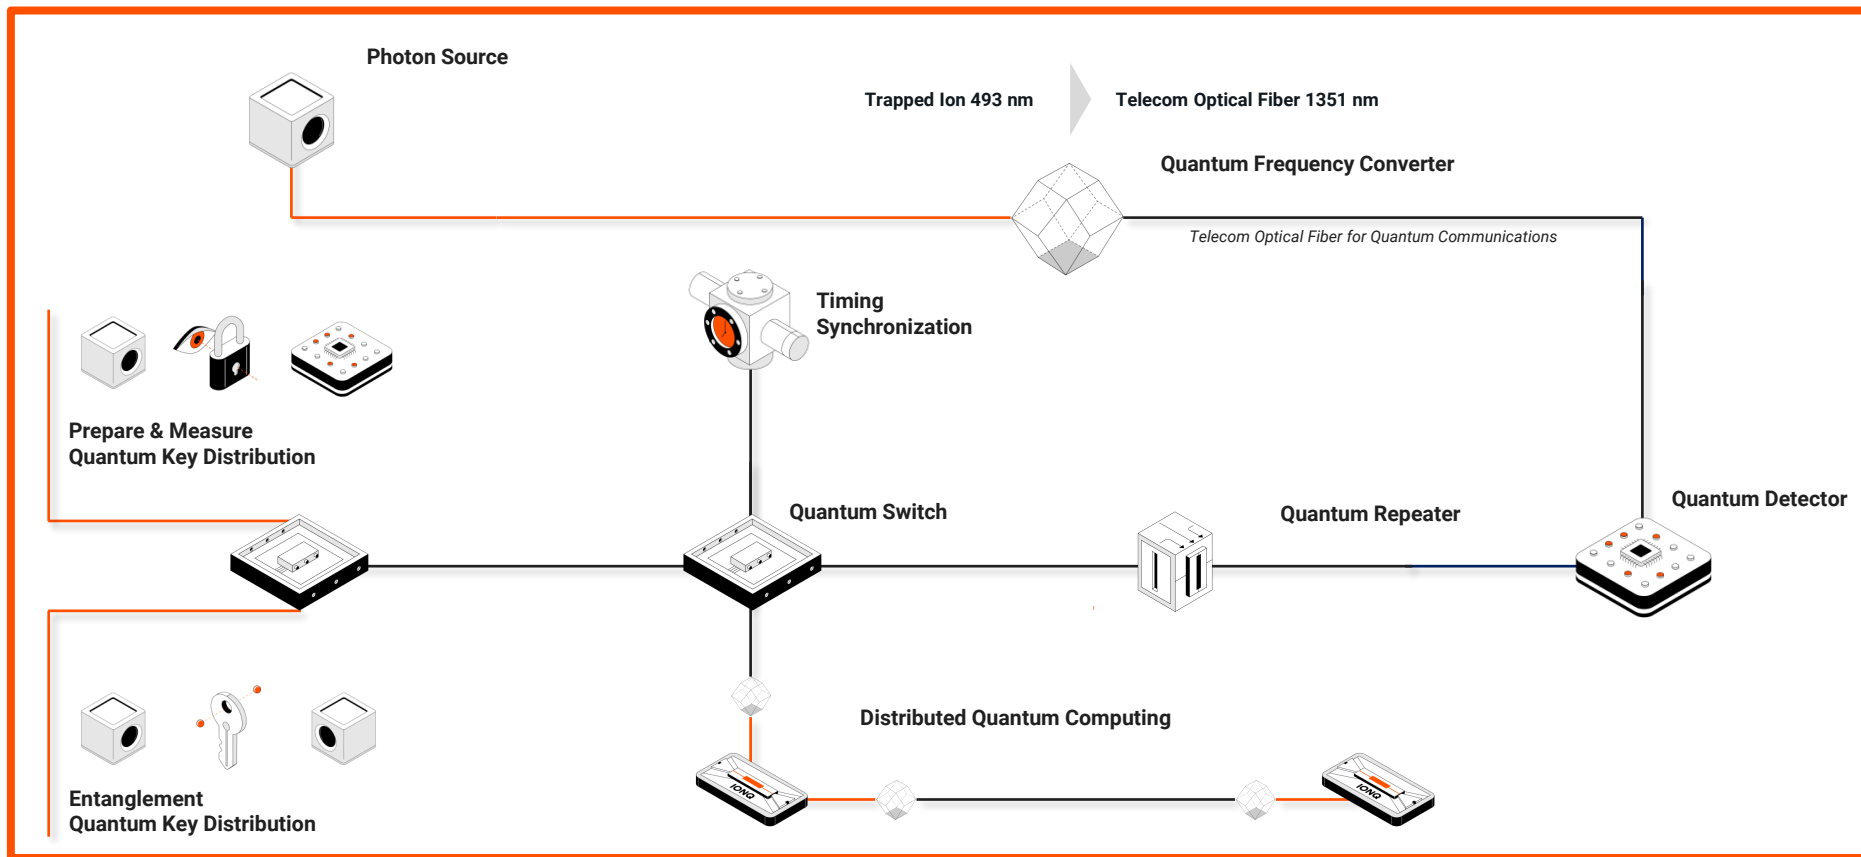 Photon Source
Trapped Ion 493 nm
Telecom Optical Fiber 1351 nm
Quantum Frequency Converter
Telecom Optical Fiber for Quantum Communications
Timing
Synchronization
Prepare & Measure
Quantum Key Distribution
Quantum Switch
Quantum Repeater
Quantum Detector
Distributed Quantum Computing
IONQ
IONQ
Entanglement
Quantum Key Distribution